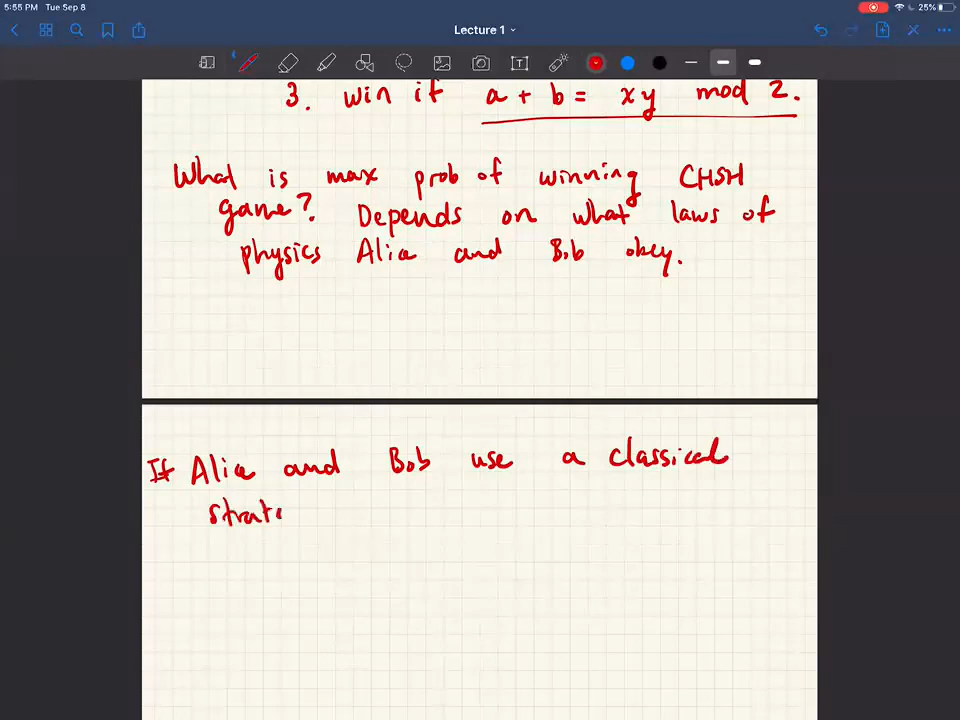 5:55 PM Tue Sep 8
25%
Lecture 1
3. win if a + b = xy mod 2.
What is max prob of winning CHSH
game? Depends on what laws of
physics Alice and Bob obey.
If Alice and Bob use a classical
strate